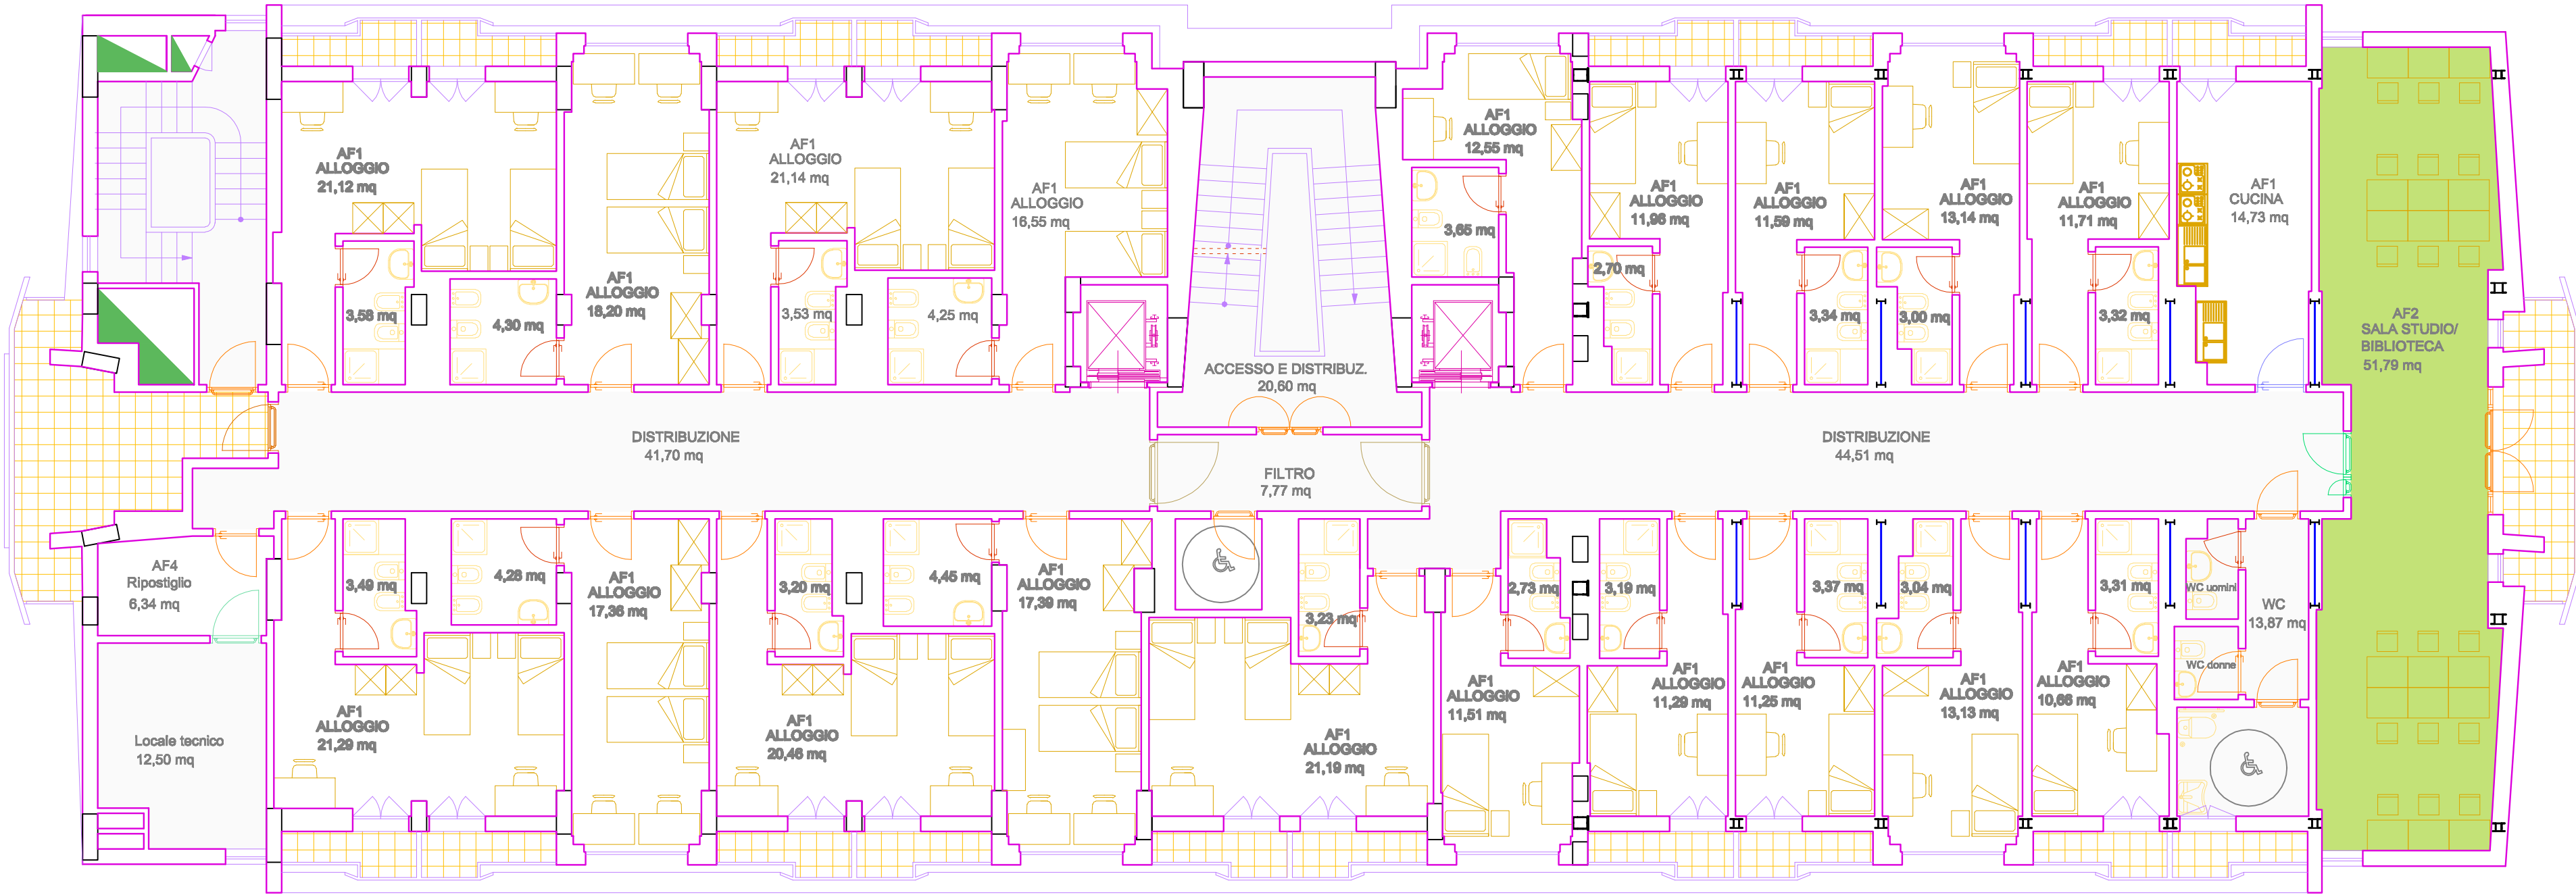 AF1
ALLOGGIO
21,12 mq
AF1
ALLOGGIO
18,20 mq
AF1
ALLOGGIO
21,14 mq
AF1
ALLOGGIO
16,55 mq
AF1
ALLOGGIO
12,55 mq
AF1
ALLOGGIO
11,96 mq
AF1
ALLOGGIO
11,59 mq
AF1
ALLOGGIO
13,14 mq
AF1
ALLOGGIO
11,71 mq
AF1
CUCINA
14,73 mq
3,58 mq
4,30 mq
3,53 mq
4,25 mq
3,65 mq
2,70 mq
3,34 mq
3,00 mq
3,32 mq
AF2
SALA STUDIO/
BIBLIOTECA
51,79 mq
ACCESSO E DISTRIBUZ.
20,60 mq
DISTRIBUZIONE
41,70 mq
FILTRO
7,77 mq
DISTRIBUZIONE
44,51 mq
AF4
Ripostiglio
6,34 mq
3,49 mq
4,28 mq
AF1
ALLOGGIO
17,36 mq
3,20 mq
4,45 mq
AF1
ALLOGGIO
17,39 mq
3,23 mq
2,73 mq
3,19 mq
3,37 mq
3,04 mq
3,31 mq
WC uomini
WC
13,87 mq
WC donne
Locale tecnico
12,50 mq
AF1
ALLOGGIO
21,29 mq
AF1
ALLOGGIO
20,46 mq
AF1
ALLOGGIO
21,19 mq
AF1
ALLOGGIO
11,51 mq
AF1
ALLOGGIO
11,29 mq
AF1
ALLOGGIO
11,25 mq
AF1
ALLOGGIO
13,13 mq
AF1
ALLOGGIO
10,66 mq